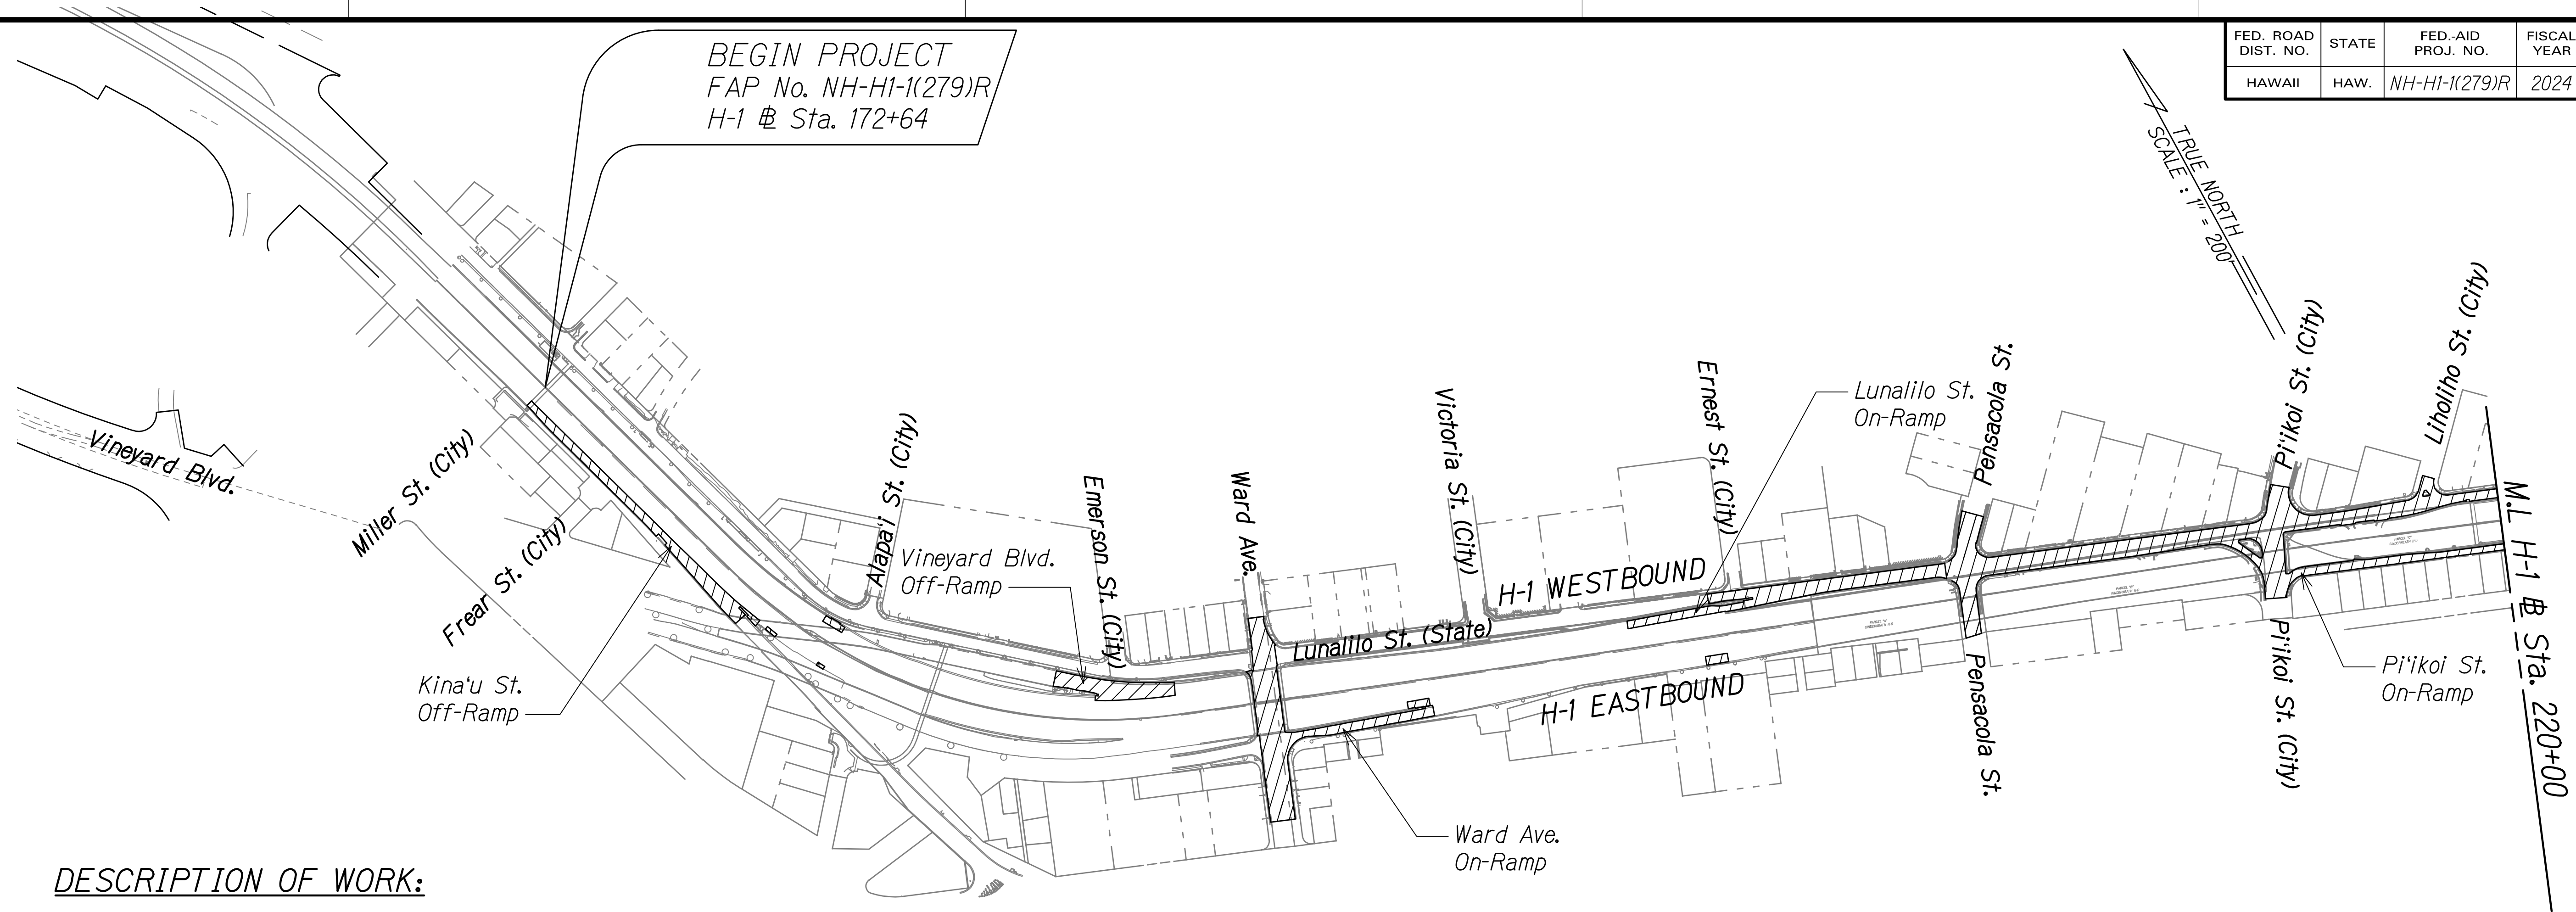 FED. ROAD DIST. NO.
STATE
FED.-AID PROJ. NO.
FISCAL YEAR
HAWAII
HAW.
NH-H1-1(279)R
2024
BEGIN PROJECT
FAP No. NH-H1-1(279)R
H-1 BL Sta. 172+64
TRUE NORTH
SCALE : 1" = 200'
Vineyard Blvd.
Miller St. (City)
Frear St. (City)
Kina‘u St.
Off-Ramp
Alapa‘i St. (City)
Vineyard Blvd.
Off-Ramp
Emerson St. (City)
Ward Ave.
Lunalilo St. (State)
Victoria St. (City)
H-1 WESTBOUND
H-1 EASTBOUND
Ernest St. (City)
Lunalilo St.
On-Ramp
Ward Ave.
On-Ramp
Pensacola St.
Pensacola St.
Pi‘ikoi St. (City)
Pi‘ikoi St. (City)
Liholiho St. (City)
Pi‘ikoi St.
On-Ramp
M.L H-1 BL Sta. 220+00
DESCRIPTION OF WORK: